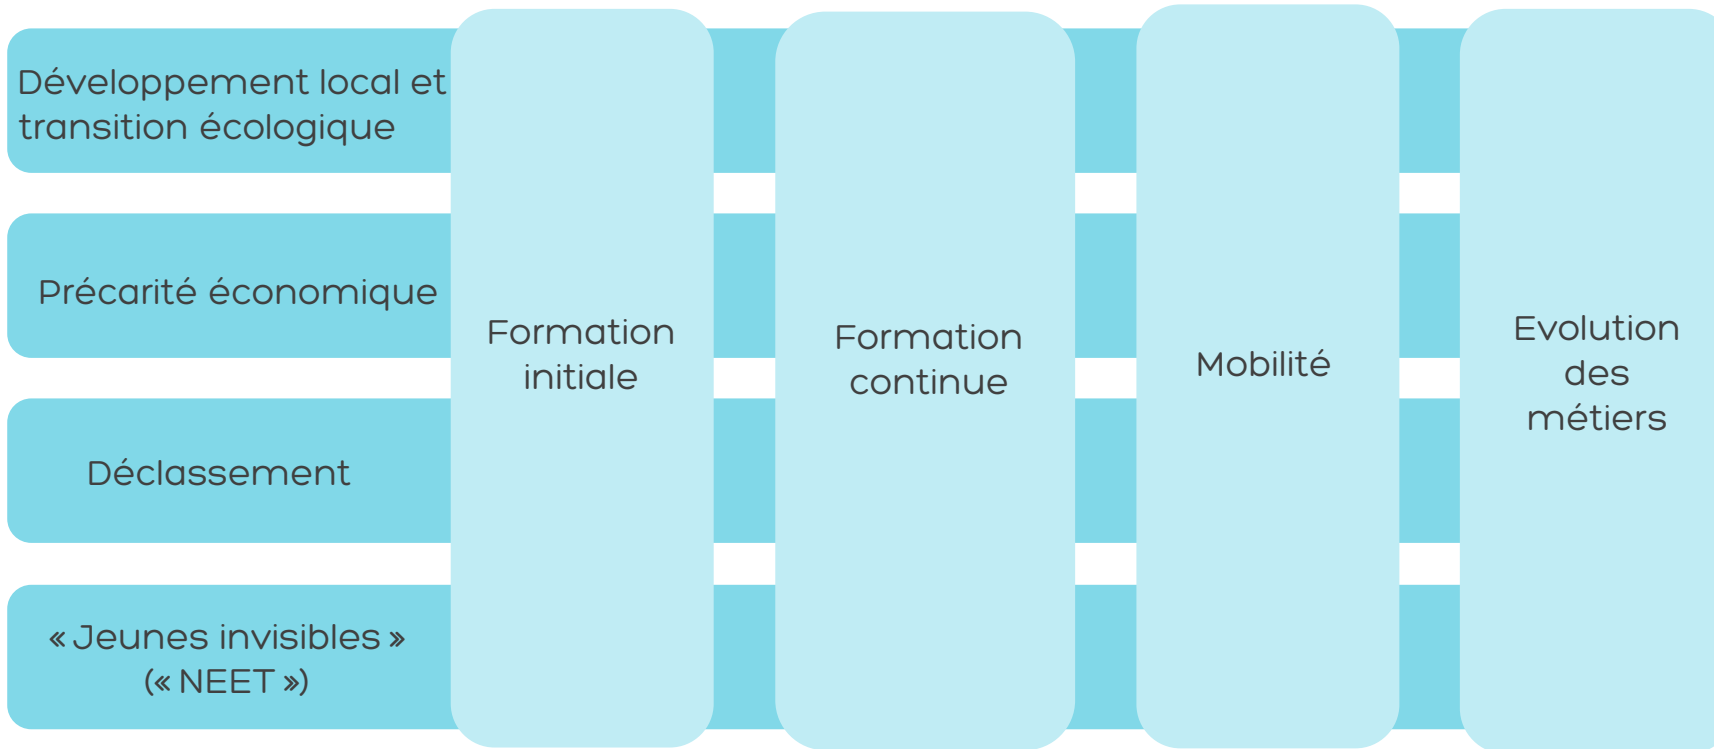 Développement local et
transition écologique
Précarité économique
Déclassement
« Jeunes invisibles »
(« NEET »)
Formation
initiale
Formation
continue
Mobilité
Evolution
des
métiers